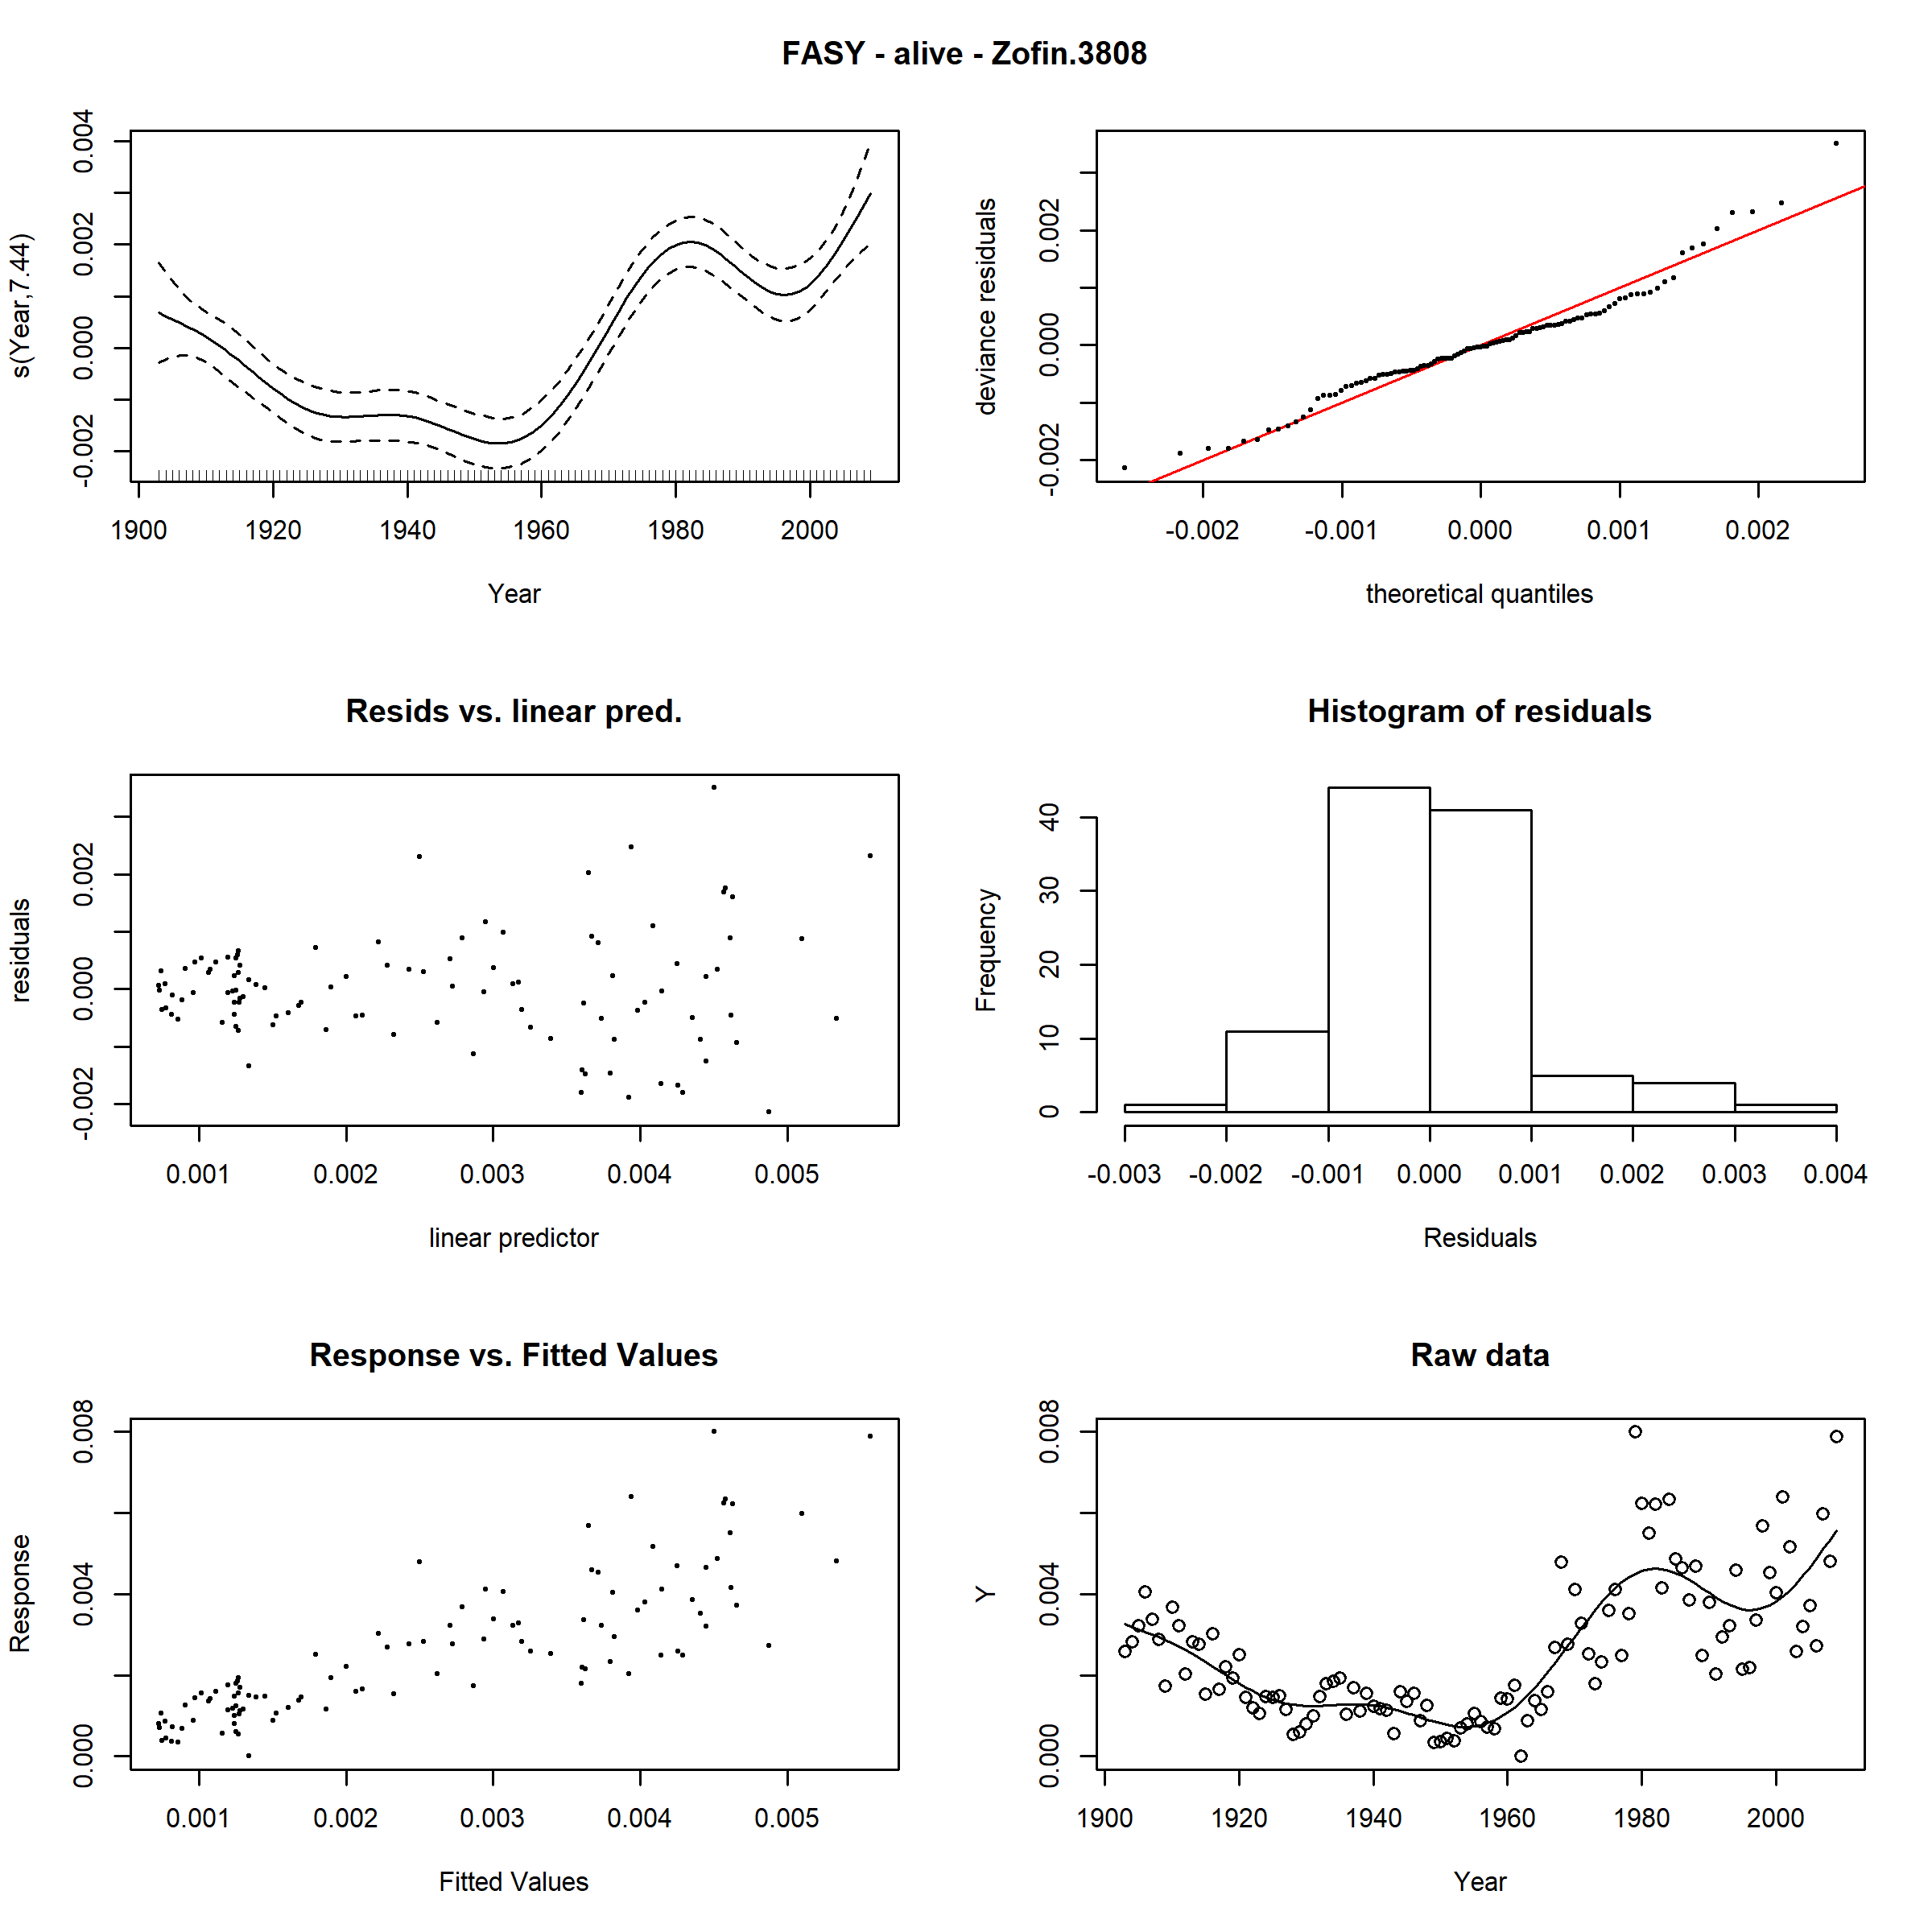 FASY - alive - Zofin.3808
s(Year,7.44)
0.004
0.002
0.000
-0.002
1900 1920 1940 1960 1980 2000
Year
deviance residuals
0.002
0.000
-0.002
-0.002 -0.001 0.000 0.001 0.002
theoretical quantiles
Resids vs. linear pred.
residuals
0.002
0.000
-0.002
0.001 0.002 0.003 0.004 0.005
linear predictor
Histogram of residuals
Frequency
40
30
20
10
0
-0.003 -0.002 -0.001 0.000 0.001 0.002 0.003 0.004
Residuals
Response vs. Fitted Values
Response
0.008
0.004
0.000
0.001 0.002 0.003 0.004 0.005
Fitted Values
Raw data
Y
0.008
0.004
0.000
1900 1920 1940 1960 1980 2000
Year